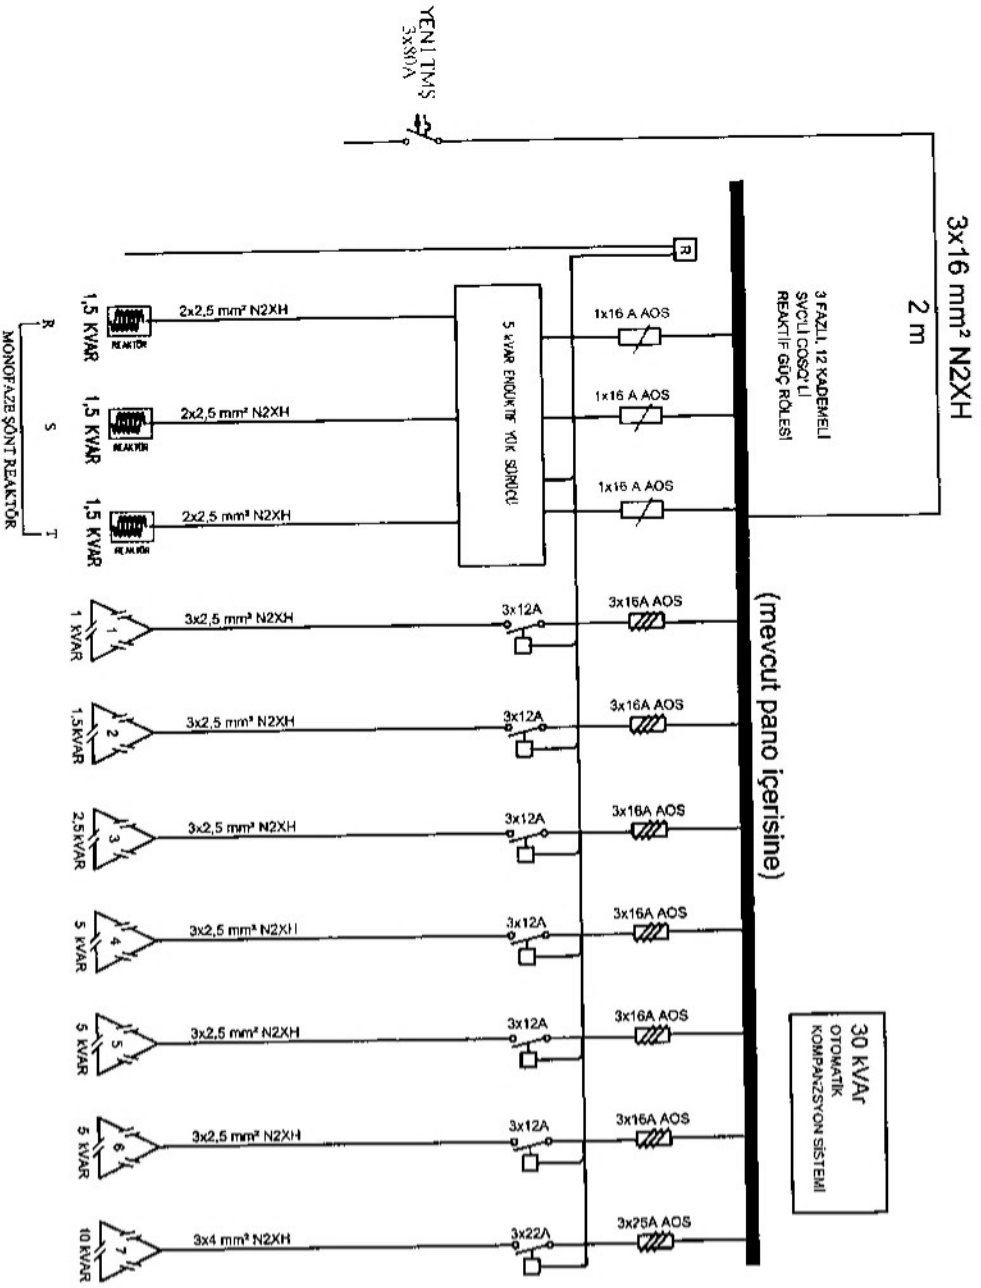 YENİ TMŞ
3x80A
3x16 mm² N2XH
2 m
3 FAZLI, 12 KADEMELİ
SVC'Lİ COSQ' Lİ
REAKTİF GÜÇ RÖLESİ
(mevcut pano içerisine)
30 kVAr
OTOMATİK
KOMPANZSYON SİSTEMİ
R
1x16 A AOS
1x16 A AOS
1x16 A AOS
5 kVAR ENDÜKTİF YÜK SÜRÜCÜ
2x2,5 mm² N2XH
REAKTÖR
1,5 KVAR
2x2,5 mm² N2XH
REAKTÖR
1,5 KVAR
2x2,5 mm² N2XH
REAKTÖR
1,5 KVAR
R S T
MONOFAZE ŞÖNT REAKTÖR
3x16A AOS
3x12A
3x2,5 mm² N2XH
1
1 KVAR
3x16A AOS
3x12A
3x2,5 mm² N2XH
2
1,5KVAR
3x16A AOS
3x12A
3x2,5 mm² N2XH
3
2,5 KVAR
3x16A AOS
3x12A
3x2,5 mm² N2XH
4
5 KVAR
3x16A AOS
3x12A
3x2,5 mm² N2XH
5
5 KVAR
3x16A AOS
3x12A
3x2,5 mm² N2XH
6
5 KVAR
3x25A AOS
3x22A
3x4 mm² N2XH
7
10 KVAR